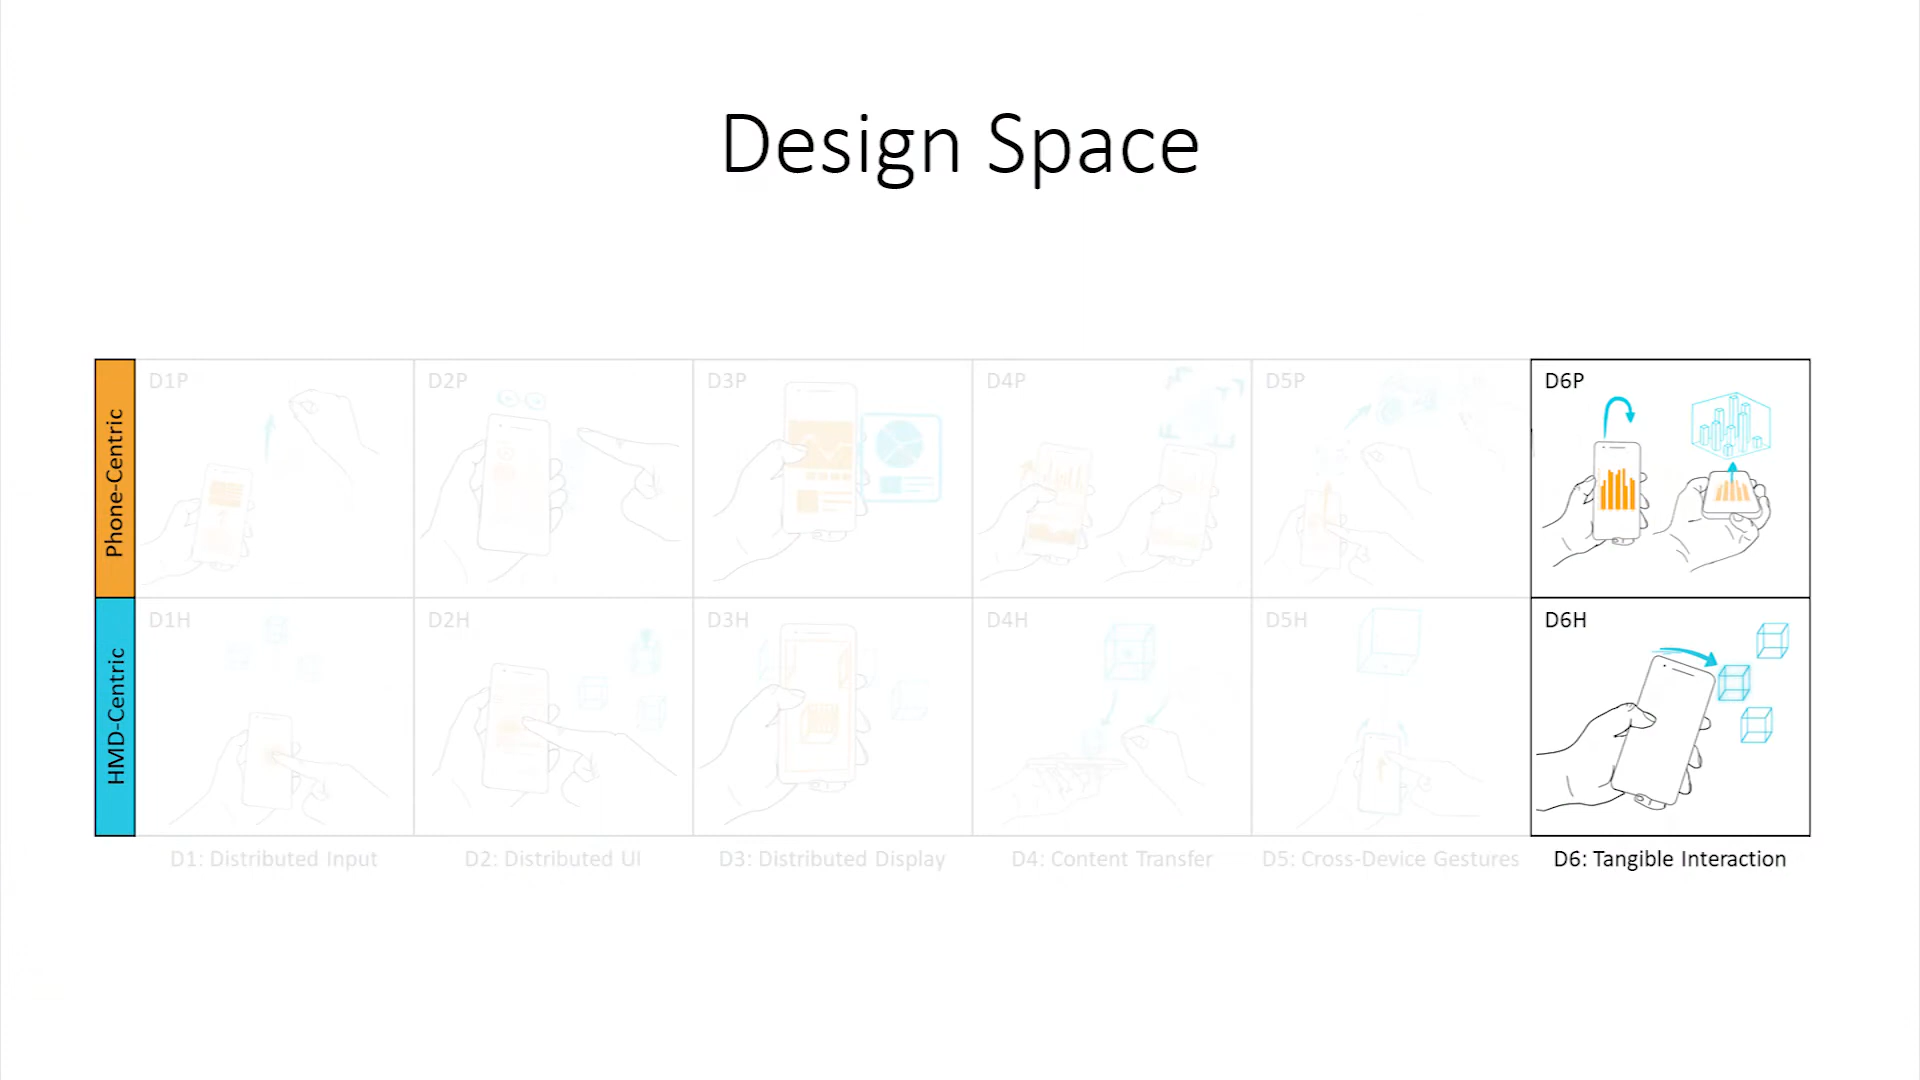 Design Space
Phone-Centric
D1P
D2P
D3P
D4P
D5P
D6P
HMD-Centric
D1H
D2H
D3H
D4H
D5H
D6H
D1: Distributed Input
D2: Distributed UI
D3: Distributed Display
D4: Content Transfer
D5: Cross-Device Gestures
D6: Tangible Interaction